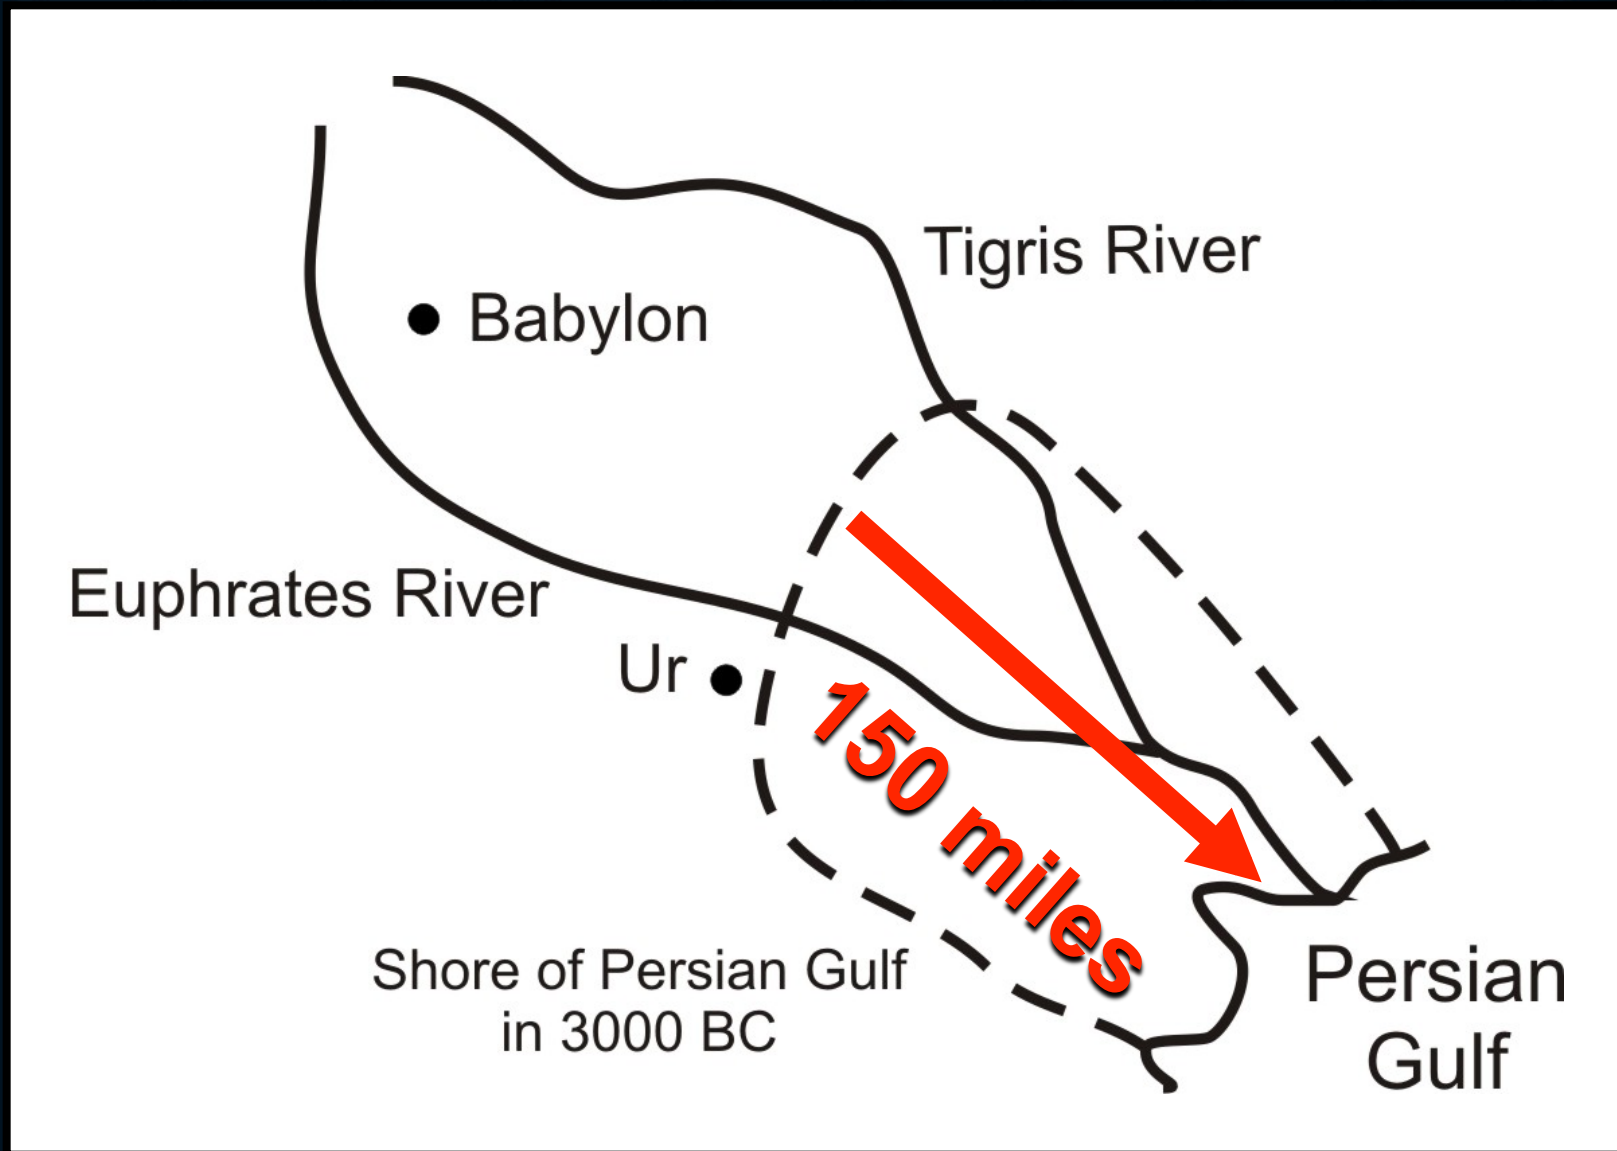 Tigris River
Babylon
Euphrates River
Ur
150 miles
Shore of Persian Gulf
in 3000 BC
Persian
Gulf